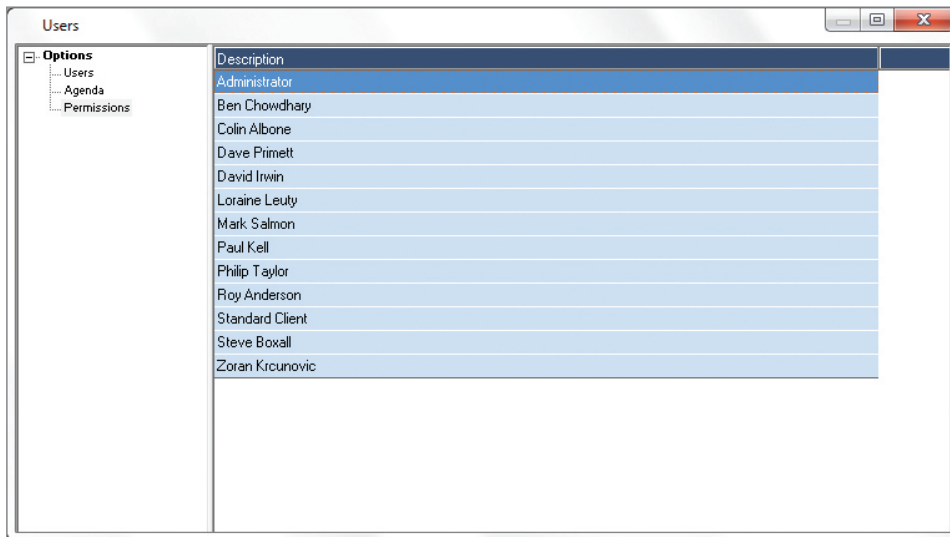 Users
Options
Users
Agenda
Permissions
Description
Administrator
Ben Chowdhary
Colin Albone
Dave Primett
David Irwin
Loraine Leuty
Mark Salmon
Paul Kell
Philip Taylor
Roy Anderson
Standard Client
Steve Boxall
Zoran Krcunovic